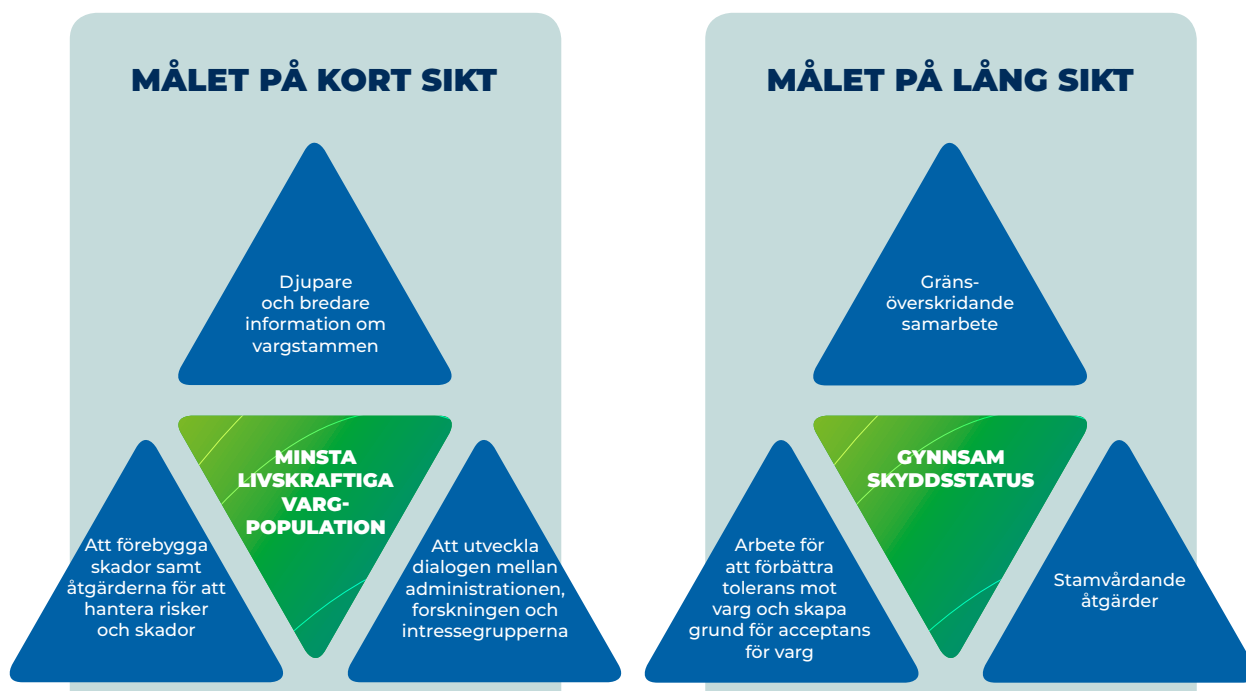 MÅLET PÅ KORT SIKT
Djupare
och bredare
information om
vargstammen
MINSTA
LIVSKRAFTIGA
VARG-
POPULATION
Att förebygga
skador samt
åtgärderna för att
hantera risker
och skador
Att utveckla
dialogen mellan
administrationen,
forskningen och
intressegrupperna
MÅLET PÅ LÅNG SIKT
Gräns-
överskridande
samarbete
GYNNSAM
SKYDDSSTATUS
Arbete för
att förbättra
tolerans mot
varg och skapa
grund för acceptans
för varg
Stamvårdande
åtgärder